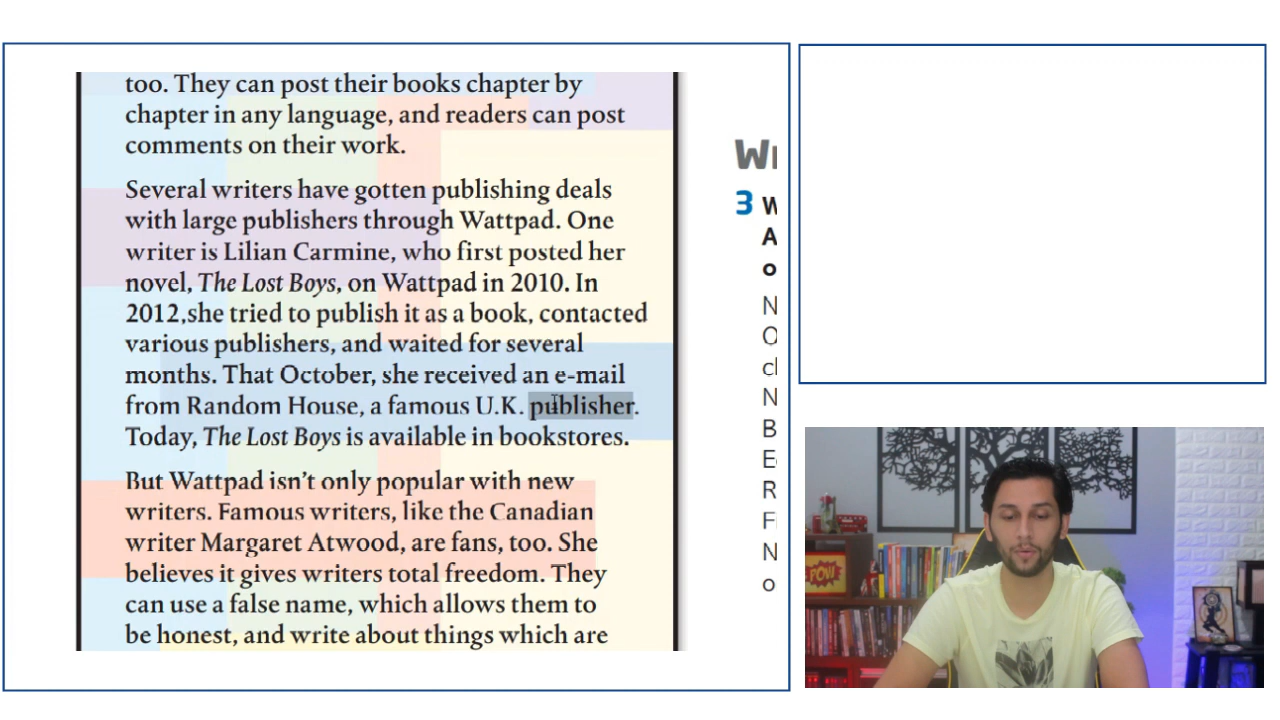 too. They can post their books chapter by
chapter in any language, and readers can post
comments on their work.
Several writers have gotten publishing deals
with large publishers through Wattpad. One
writer is Lilian Carmine, who first posted her
novel, The Lost Boys, on Wattpad in 2010. In
2012,she tried to publish it as a book, contacted
various publishers, and waited for several
months. That October, she received an e-mail
from Random House, a famous U.K. publisher.
Today, The Lost Boys is available in bookstores.
But Wattpad isn't only popular with new
writers. Famous writers, like the Canadian
writer Margaret Atwood, are fans, too. She
believes it gives writers total freedom. They
can use a false name, which allows them to
be honest, and write about things which are
3
POW!